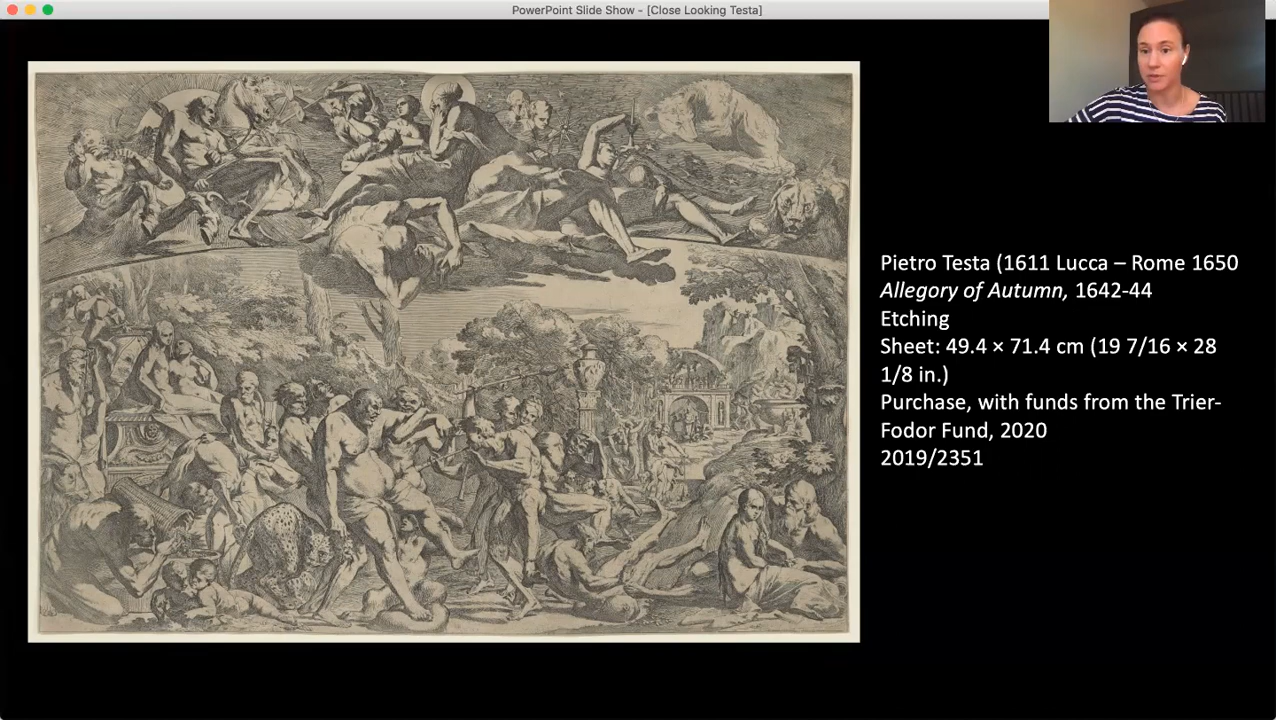 PowerPoint Slide Show - [Close Looking Testa]
Pietro Testa (1611 Lucca – Rome 1650
Allegory of Autumn, 1642-44
Etching
Sheet: 49.4 × 71.4 cm (19 7/16 × 28
1/8 in.)
Purchase, with funds from the Trier-
Fodor Fund, 2020
2019/2351